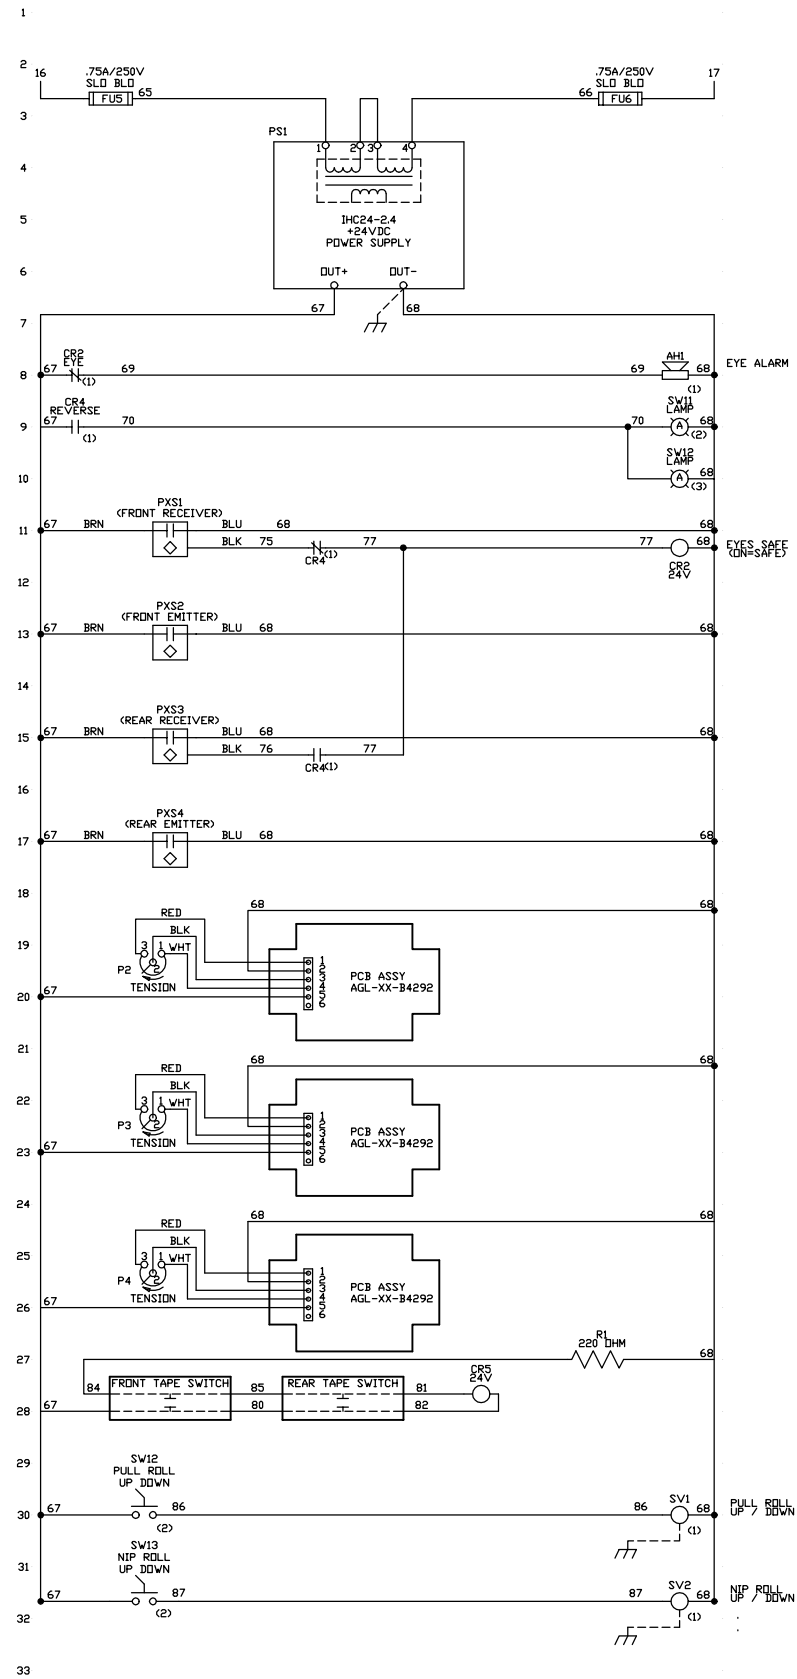 1
2
16
.75A/250V
SLO BLO
FU5
65
.75A/250V
SLO BLO
66
FU6
17
3
PS1
1 2 3 4
4
5
IHC24-2.4
+24VDC
POWER SUPPLY
6
OUT+ OUT-
67 68
7
CR2
EYE
8
67
(1)
69
69
AH1
68
(1)
EYE ALARM
CR4
REVERSE
9
67
(1)
70
70
SW11
LAMP
A
68
(2)
10
SW12
LAMP
A
68
(3)
PXS1
(FRONT RECEIVER)
11
67
BRN
BLU
68
68
BLK
75
CR4(1)
77
77
68
CR2
24V
EYES SAFE
(ON=SAFE)
12
PXS2
(FRONT EMITTER)
13
67
BRN
BLU
68
68
14
PXS3
(REAR RECEIVER)
15
67
BRN
BLU
68
68
BLK
76
CR4(1)
77
16
PXS4
(REAR EMITTER)
17
67
BRN
BLU
68
68
18
68
68
RED
BLK
19
3 1 WHT
P2
2
TENSION
1
2
3
4
5
6
PCB ASSY
AGL-XX-B4292
20
67
21
68
68
RED
BLK
22
3 1 WHT
P3
2
TENSION
1
2
3
4
5
6
PCB ASSY
AGL-XX-B4292
23
67
24
68
68
RED
BLK
25
3 1 WHT
P4
2
TENSION
1
2
3
4
5
6
PCB ASSY
AGL-XX-B4292
26
67
27
R1
220 OHM
68
84
FRONT TAPE SWITCH
85
REAR TAPE SWITCH
81
CR5
24V
28
67
80
82
29
SW12
PULL ROLL
UP DOWN
30
67
86
(2)
86
SV1
68
(1)
PULL ROLL
UP / DOWN
31
SW13
NIP ROLL
UP DOWN
67
87
(2)
87
SV2
68
(1)
NIP ROLL
UP / DOWN
32
33